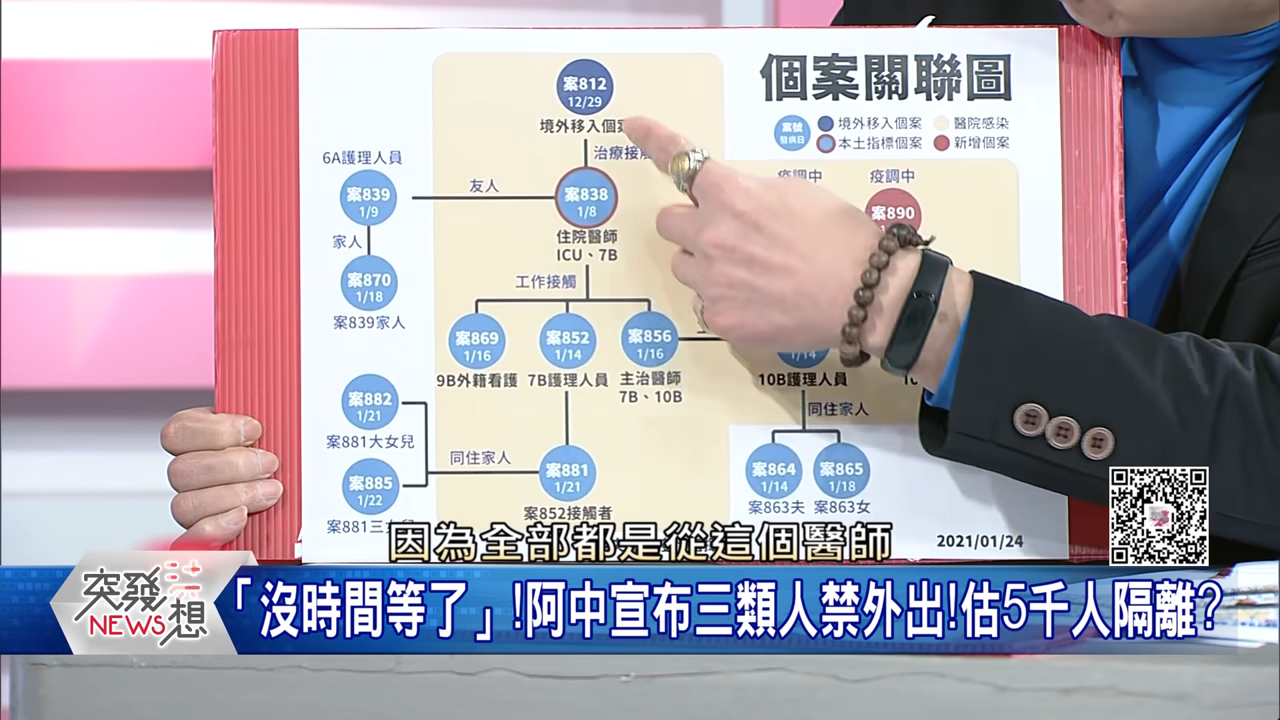 個案關聯圖
案812
12/29
境外移入個案
治療接觸
案號
發病日
境外移入個案
醫院感染
本土指標個案
新增個案
6A護理人員
案839
1/9
友人
案838
1/8
住院醫師
ICU、7B
疫調中
疫調中
案890
家人
案870
1/18
案839家人
工作接觸
案869
1/16
9B外籍看護
案852
1/14
7B護理人員
案856
1/16
主治醫師
7B、10B
1/14
10B護理人員
10
案882
1/21
案881大女兒
案885
1/22
案881三女兒
同住家人
案881
1/21
案852接觸者
同住家人
案864
1/14
案863夫
案865
1/18
案863女
2021/01/24
因為全部都是從這個醫師
突發琪想
NEWS
「沒時間等了」!阿中宣布三類人禁外出!估5千人隔離?